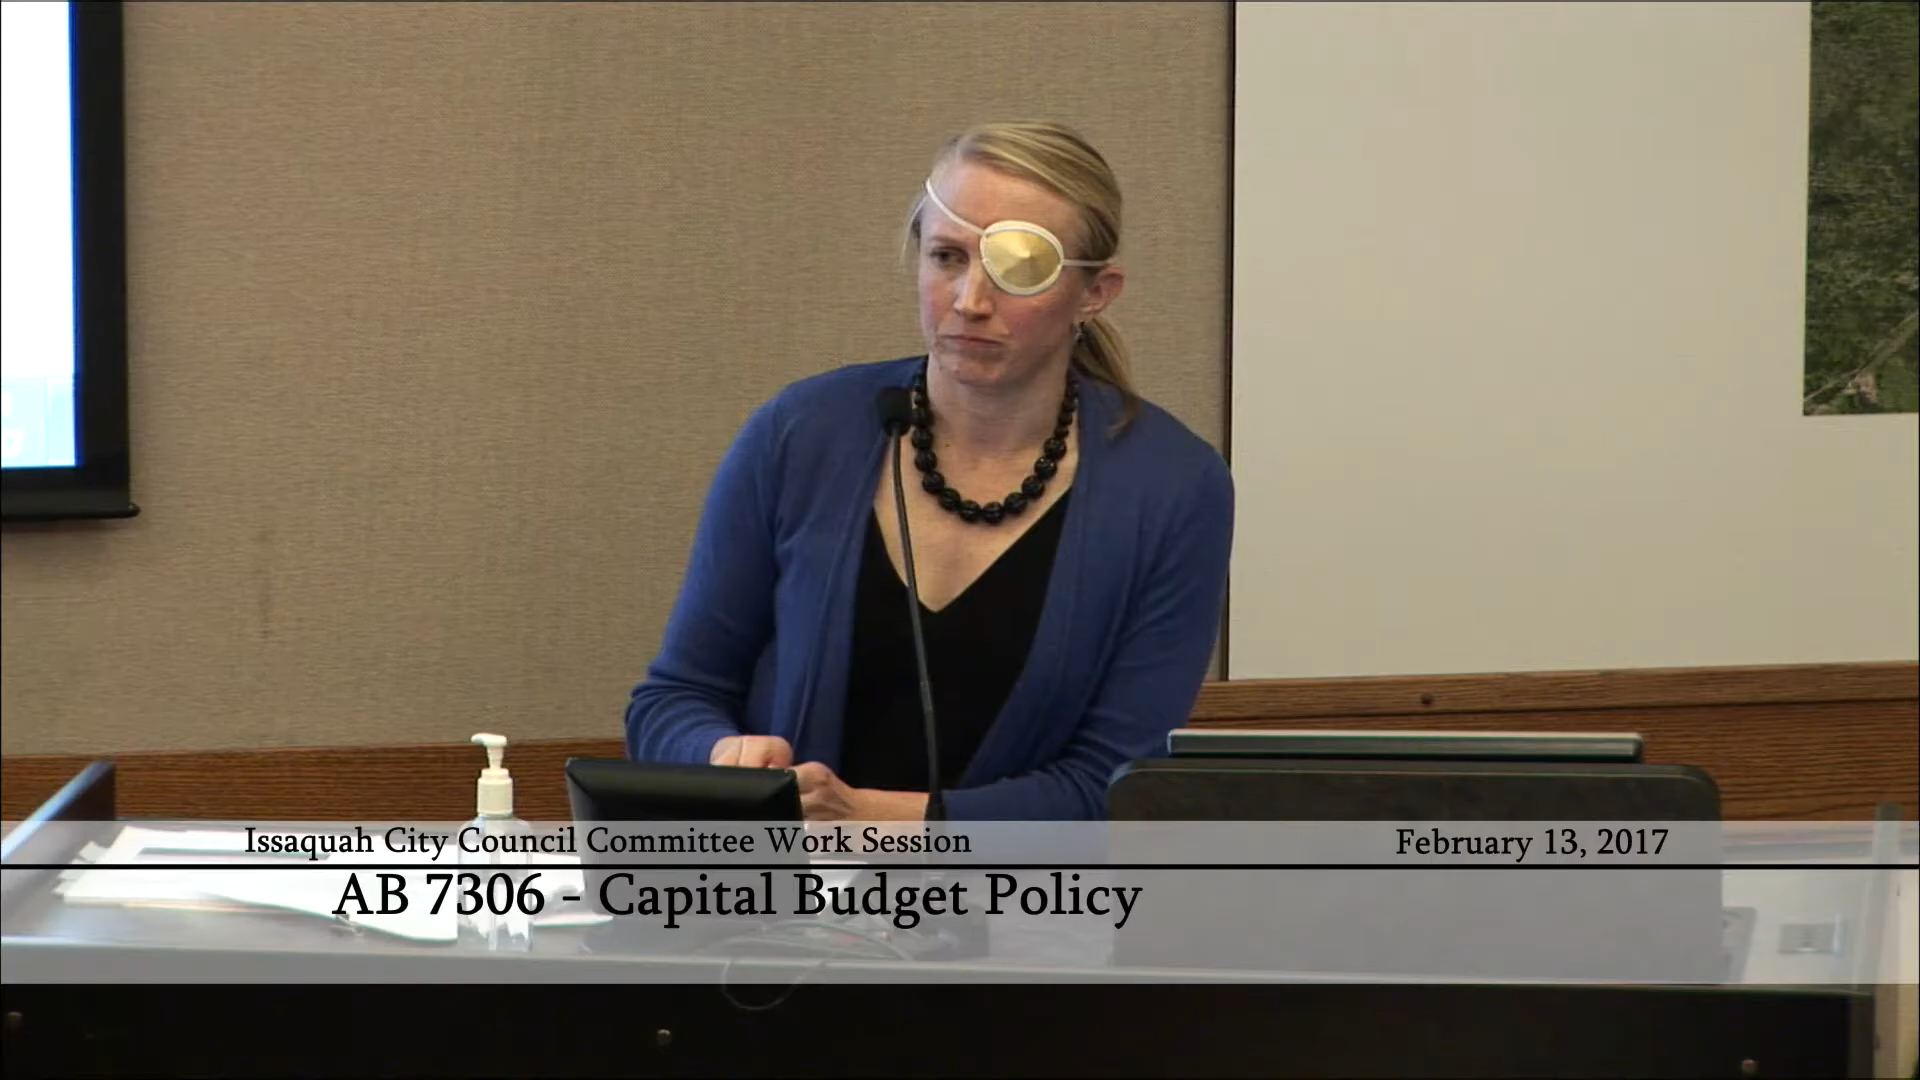 Issaquah City Council Committee Work Session
February 13, 2017
AB 7306 - Capital Budget Policy